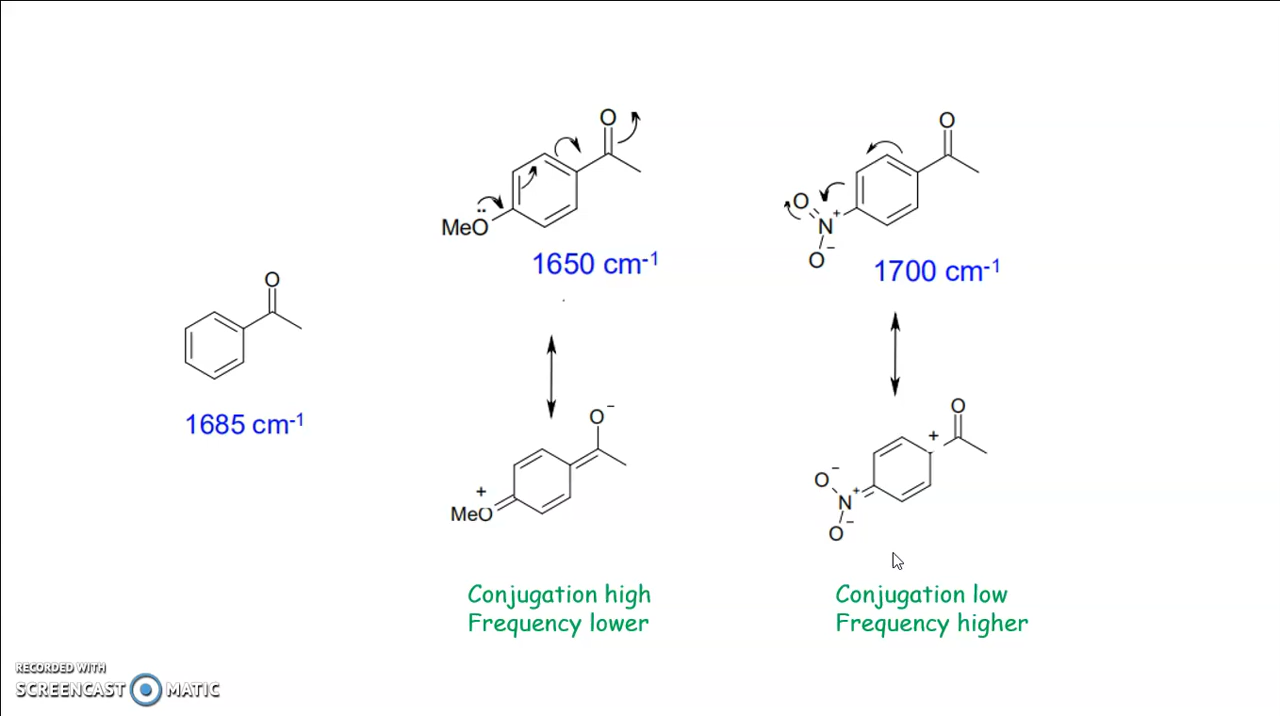 O
1685 cm-1
O
MeO
1650 cm-1
O-
+
MeO
Conjugation high
Frequency lower
O
O
N+
O-
1700 cm-1
O
+
O-
N+
O-
Conjugation low
Frequency higher
RECORDED WITH
SCREENCAST MATIC